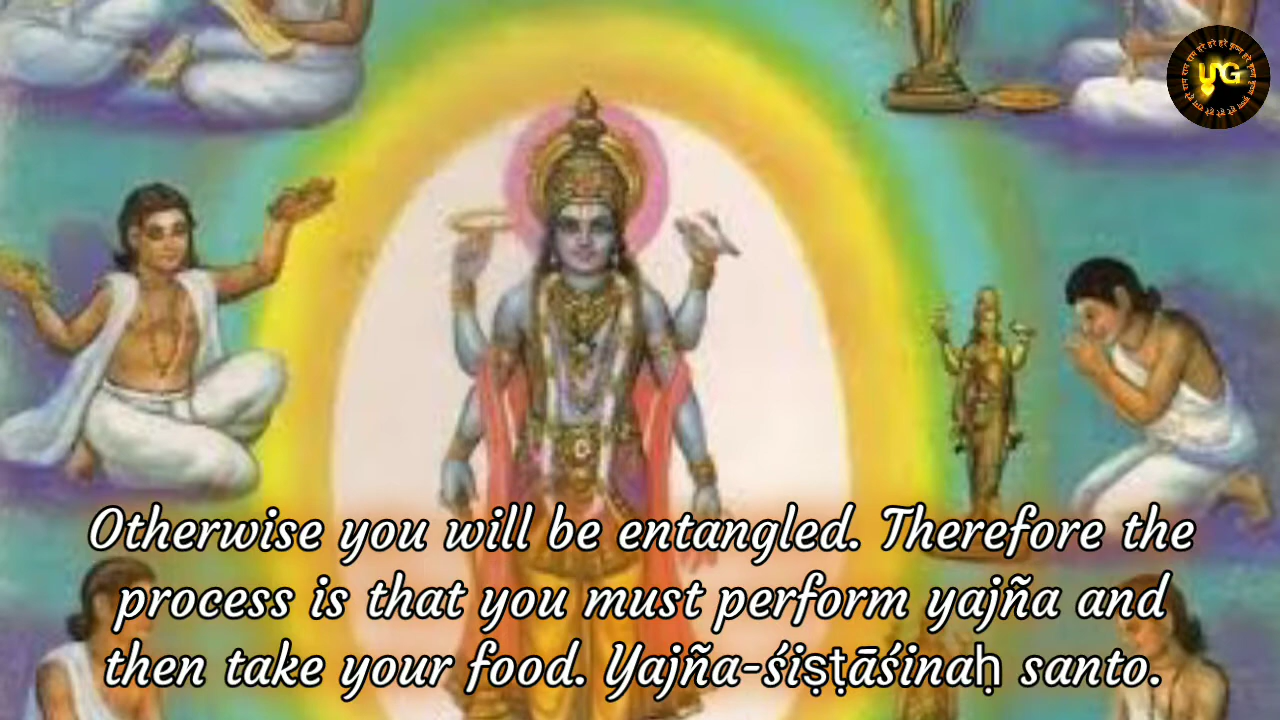 YNG
Otherwise you will be entangled. Therefore the
process is that you must perform yajña and
then take your food. Yajña-śiṣṭāśinaḥ santo.